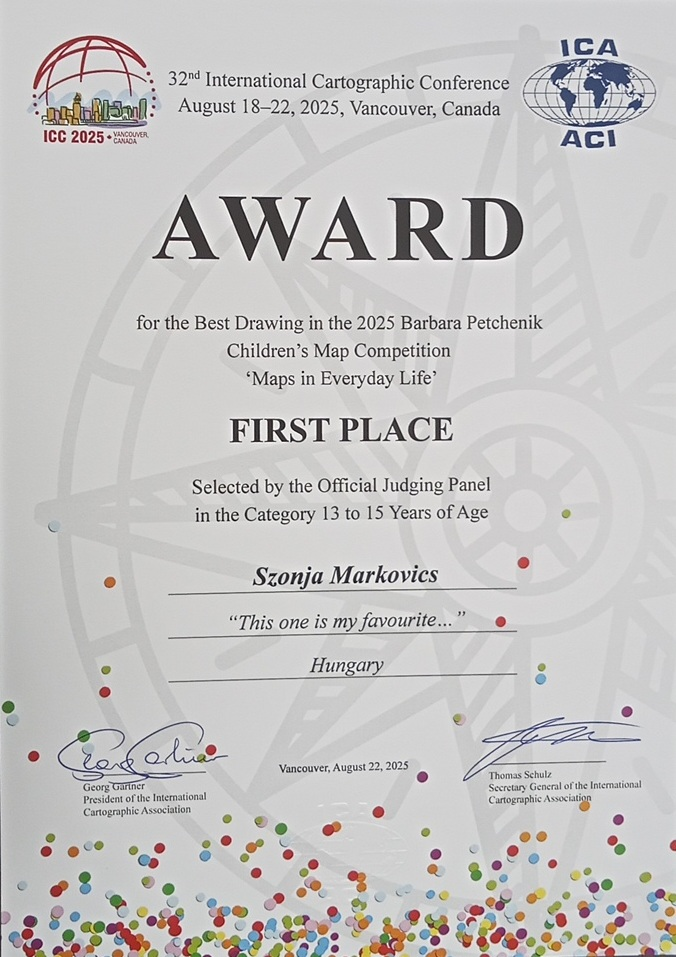 ICC 2025 • VANCOUVER, CANADA
32nd International Cartographic Conference
August 18–22, 2025, Vancouver, Canada
ICA
ACI
AWARD
for the Best Drawing in the 2025 Barbara Petchenik
Children's Map Competition
'Maps in Everyday Life'
FIRST PLACE
Selected by the Official Judging Panel
in the Category 13 to 15 Years of Age
Szonja Markovics
"This one is my favourite…"
Hungary
Georg Gartner
President of the International
Cartographic Association
Vancouver, August 22, 2025
Thomas Schulz
Secretary General of the International
Cartographic Association